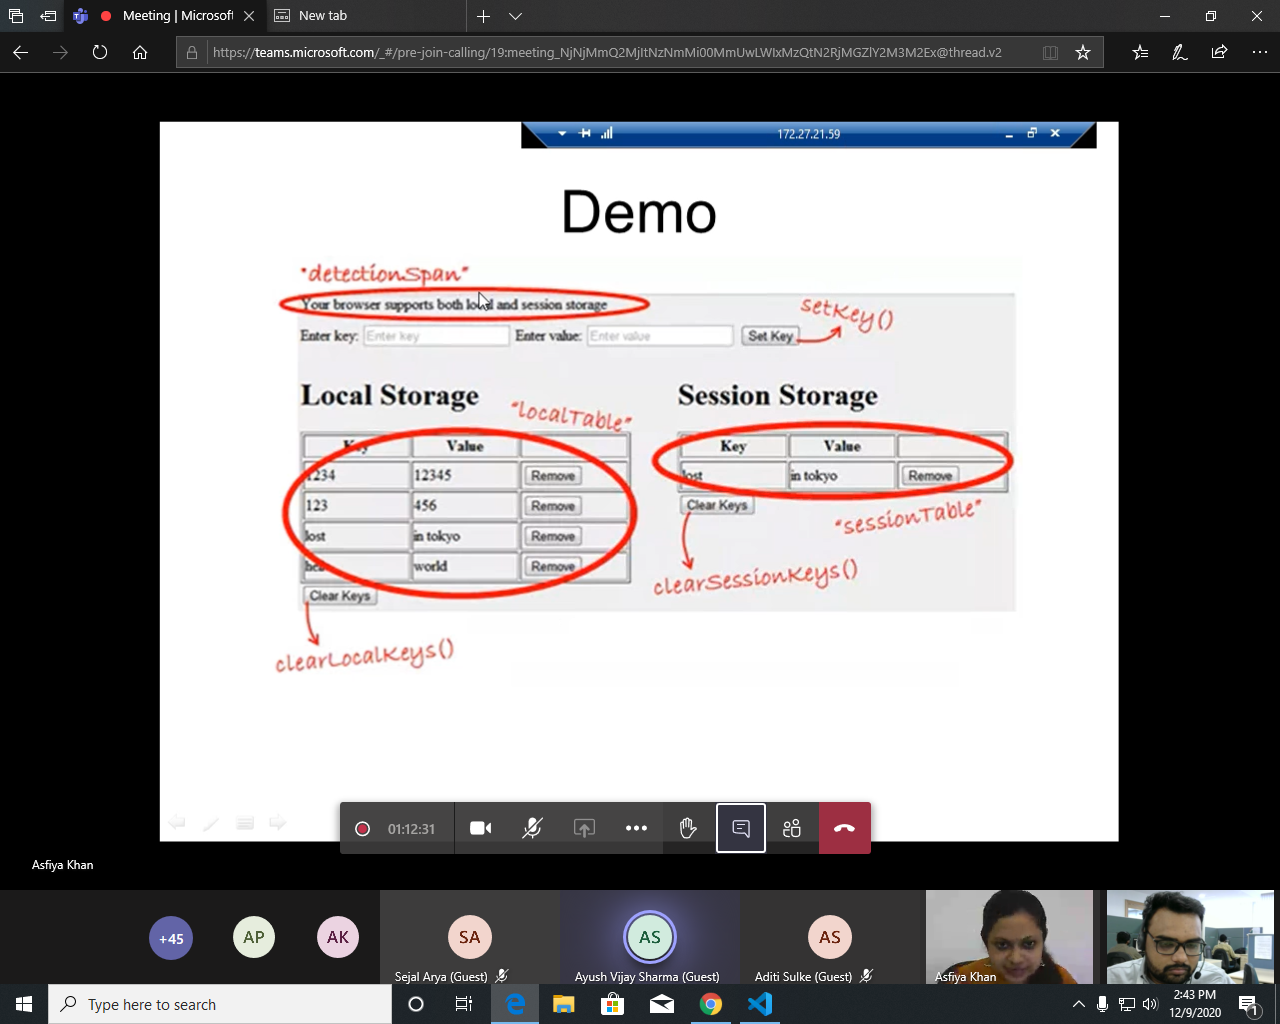 Meeting | Microsoft
New tab
https://teams.microsoft.com/_#/pre-join-calling/19:meeting_NjNjMmQ2MjItNzNmMi00MmUwLWIxMzQtN2RjMGZlY2M3M2Ex@thread.v2
172.27.21.59
Demo
"detectionSpan"
Your browser supports both local and session storage
setKey()
Enter key: Enter key Enter value: Enter value Set Key
Local Storage
Session Storage
"localTable"
Key Value
Key Value
1234 12345 Remove
lost in tokyo Remove
123 456 Remove
Clear Keys
"sessionTable"
lost in tokyo Remove
world Remove
clearSessionKeys()
Clear Keys
clearLocalKeys()
01:12:31
Asfiya Khan
+45
AP
AK
SA
AS
AS
Sejal Arya (Guest)
Ayush Vijay Sharma (Guest)
Aditi Sulke (Guest)
Asfiya Khan
Type here to search
2:43 PM
12/9/2020
1